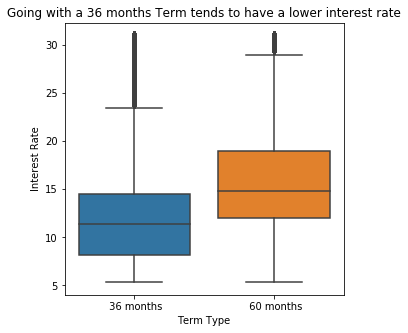 Going with a 36 months Term tends to have a lower interest rate
30
25
20
15
10
5
Interest Rate
36 months
60 months
Term Type